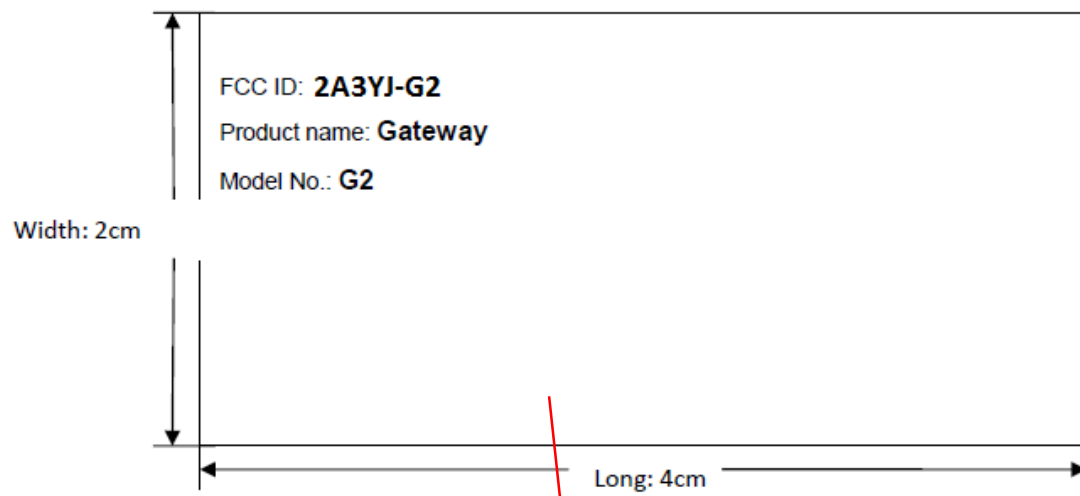 FCC ID: 2A3YJ-G2
Product name: Gateway
Model No.: G2
Width: 2cm
Long: 4cm